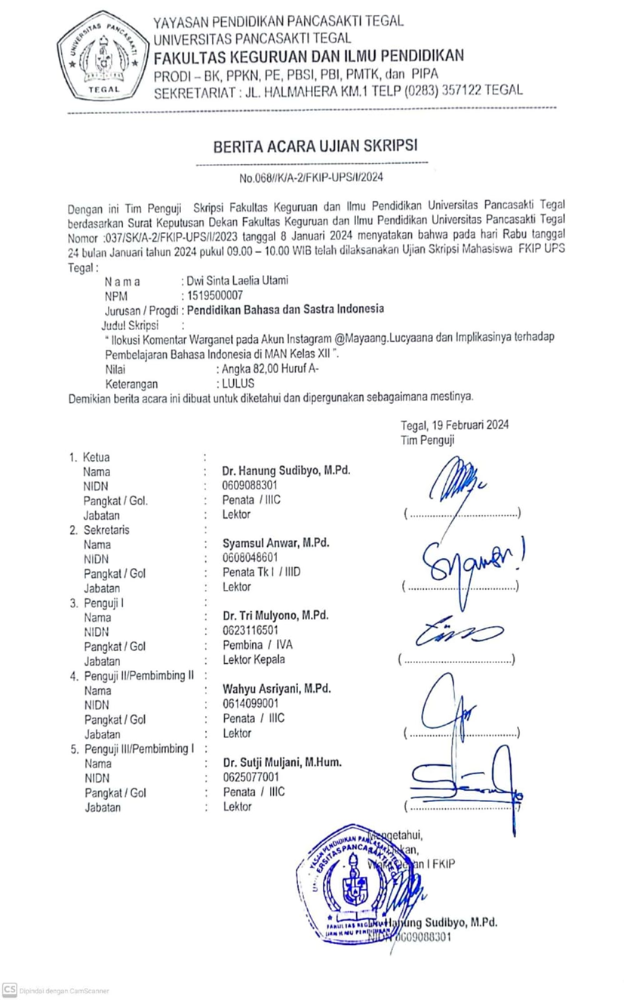 UNIVERSITAS PANCASAKTI
TEGAL
YAYASAN PENDIDIKAN PANCASAKTI TEGAL
UNIVERSITAS PANCASAKTI TEGAL
FAKULTAS KEGURUAN DAN ILMU PENDIDIKAN
PRODI – BK, PPKN, PE, PBSI, PBI, PMTK, dan PIPA
SEKRETARIAT : JL. HALMAHERA KM.1 TELP (0283) 357122 TEGAL
BERITA ACARA UJIAN SKRIPSI
No.068//K/A-2/FKIP-UPS/I/2024
Dengan ini Tim Penguji Skripsi Fakultas Keguruan dan Ilmu Pendidikan Universitas Pancasakti Tegal
berdasarkan Surat Keputusan Dekan Fakultas Keguruan dan Ilmu Pendidikan Universitas Pancasakti Tegal
Nomor :037/SK/A-2/FKIP-UPS/I/2023 tanggal 8 Januari 2024 menyatakan bahwa pada hari Rabu tanggal
24 bulan Januari tahun 2024 pukul 09.00 – 10.00 WIB telah dilaksanakan Ujian Skripsi Mahasiswa FKIP UPS
Tegal :
N a m a : Dwi Sinta Laelia Utami
NPM : 1519500007
Jurusan / Progdi : Pendidikan Bahasa dan Sastra Indonesia
Judul Skripsi :
“ Ilokusi Komentar Warganet pada Akun Instagram @Mayaang.Lucyaana dan Implikasinya terhadap
Pembelajaran Bahasa Indonesia di MAN Kelas XII ”.
Nilai : Angka 82,00 Huruf A-
Keterangan : LULUS
Demikian berita acara ini dibuat untuk diketahui dan dipergunakan sebagaimana mestinya.
Tegal, 19 Februari 2024
Tim Penguji
1. Ketua :
Nama : Dr. Hanung Sudibyo, M.Pd.
NIDN : 0609088301
Pangkat / Gol. : Penata / IIIC
Jabatan : Lektor (........................................)
2. Sekretaris :
Nama : Syamsul Anwar, M.Pd.
NIDN : 0608048601
Pangkat / Gol : Penata Tk I / IIID
Jabatan : Lektor (........................................)
3. Penguji I :
Nama : Dr. Tri Mulyono, M.Pd.
NIDN : 0623116501
Pangkat / Gol : Pembina / IVA
Jabatan : Lektor Kepala (........................................)
4. Penguji II/Pembimbing II :
Nama : Wahyu Asriyani, M.Pd.
NIDN : 0614099001
Pangkat / Gol : Penata / IIIC
Jabatan : Lektor (........................................)
5. Penguji III/Pembimbing I :
Nama : Dr. Sutji Muljani, M.Hum.
NIDN : 0625077001
Pangkat / Gol : Penata / IIIC
Jabatan : Lektor (........................................)
Mengetahui,
I FKIP
YASAN PENDIDIKAN PANCASAKTI TEGAL
UNIVERSITAS PANCASAKTI TEGAL
Hanung Sudibyo, M.Pd.
NIDN 0609088301
CS Dipindai dengan CamScanner